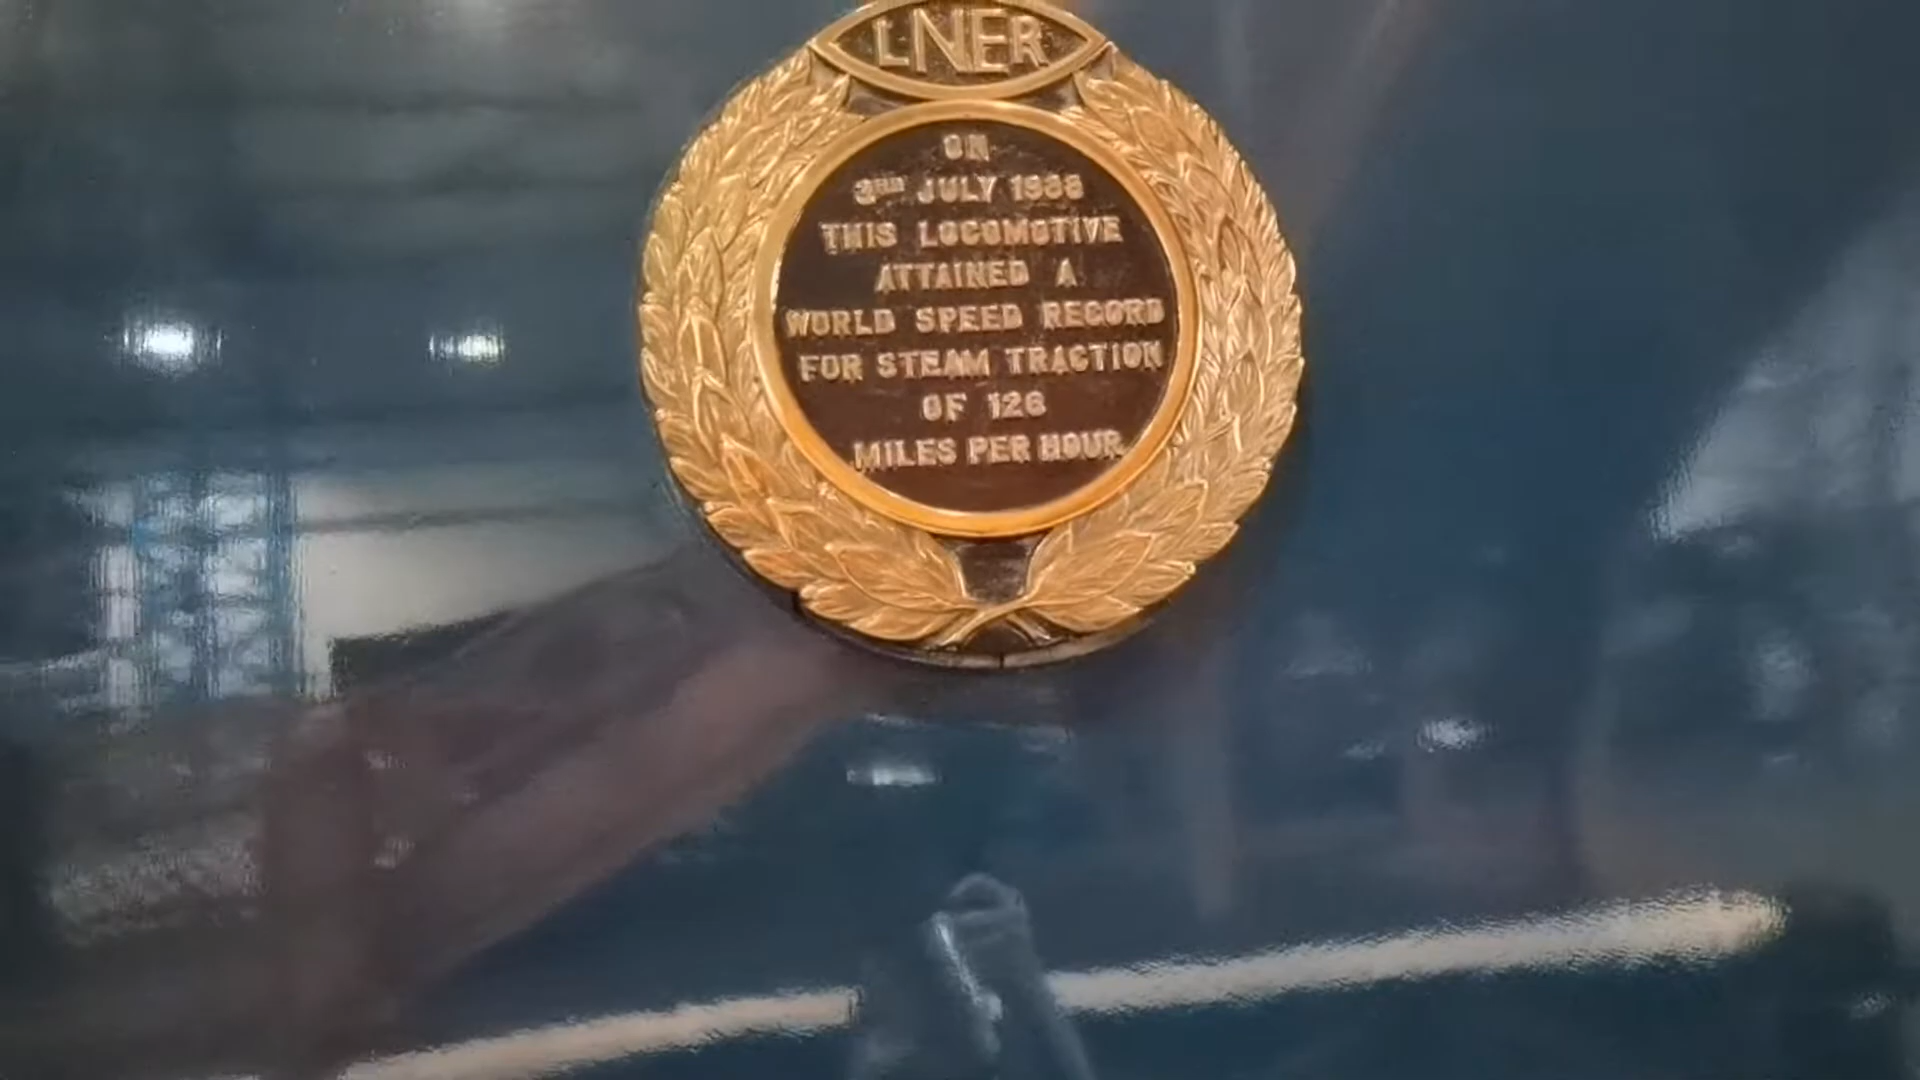 LNER
ON
3RD JULY 1938
THIS LOCOMOTIVE
ATTAINED A
WORLD SPEED RECORD
FOR STEAM TRACTION
OF 126
MILES PER HOUR